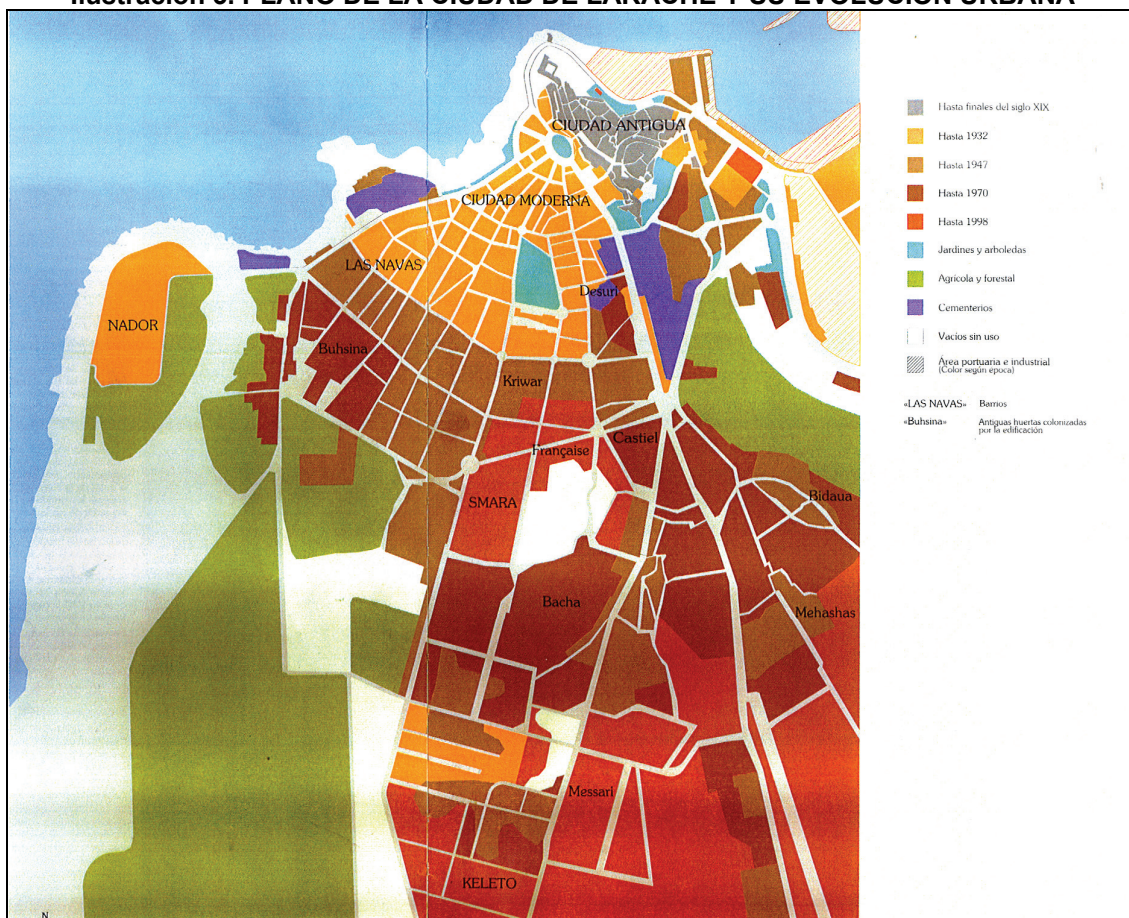 Ilustración 3. PLANO DE LA CIUDAD DE LARACHE Y SU EVOLUCIÓN URBANA
CIUDAD ANTIGUA
CIUDAD MODERNA
LAS NAVAS
Desuri
NADOR
Buhsina
Kriwar
Castiel
Française
SMARA
Bidaua
Bacha
Mehashas
Messari
KELETO
N
Hasta finales del siglo XIX
Hasta 1932
Hasta 1947
Hasta 1970
Hasta 1998
Jardines y arboledas
Agrícola y forestal
Cementerios
Vacíos sin uso
Área portuaria e industrial
(Color según época)
«LAS NAVAS» Barrios
«Buhsina» Antiguas huertas colonizadas
por la edificación